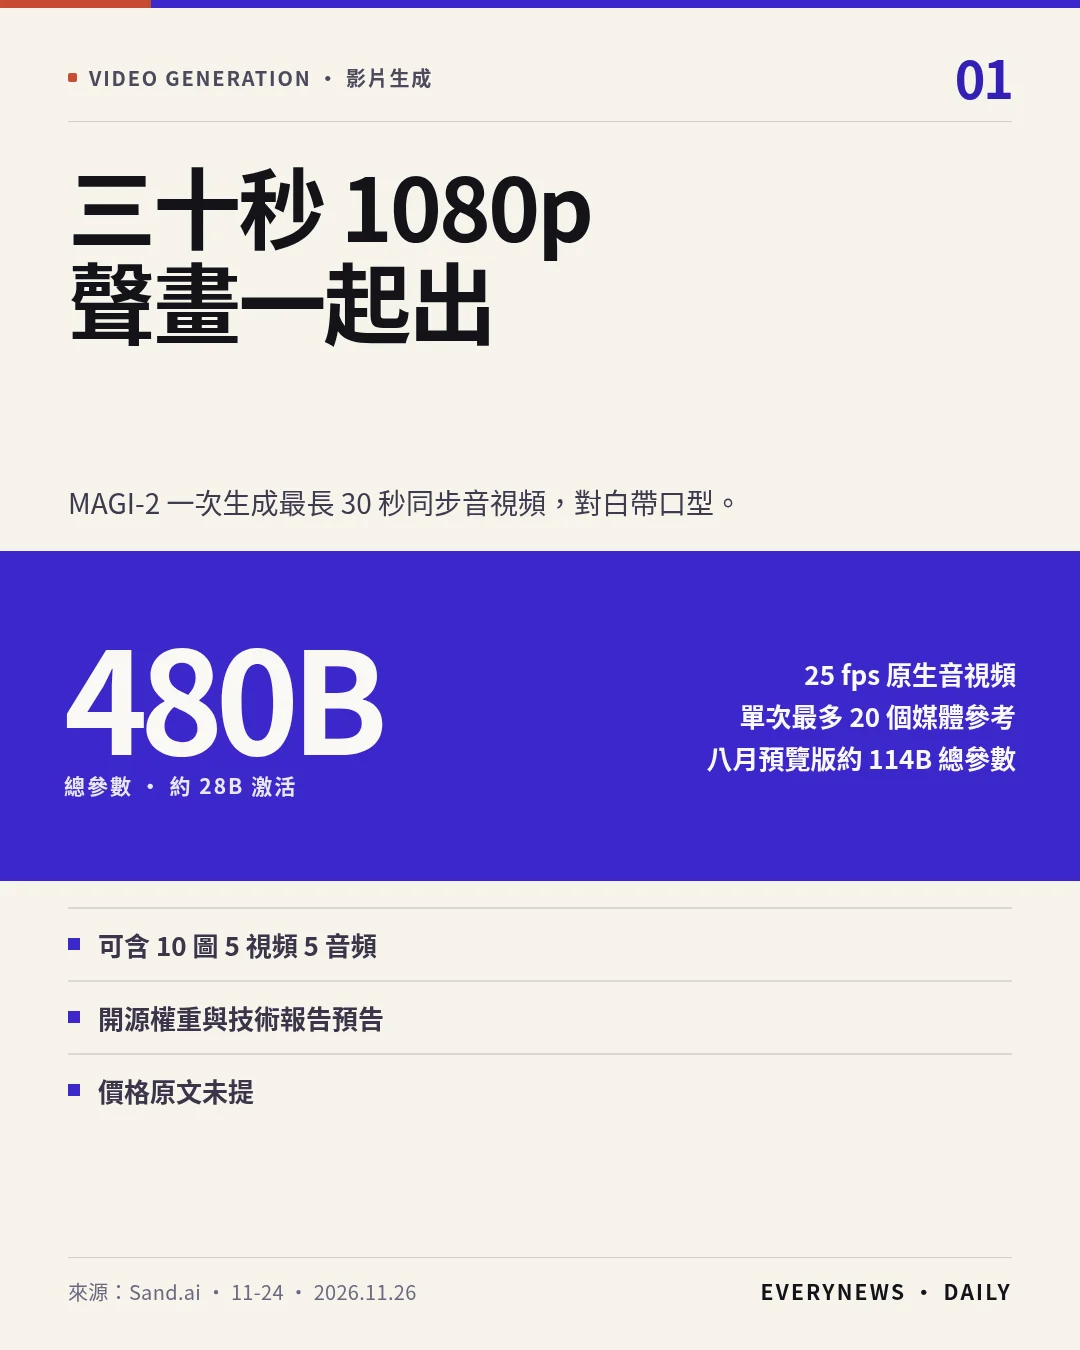 VIDEO GENERATION · 影片生成
01
三十秒 1080p
聲畫一起出
MAGI-2 一次生成最長 30 秒同步音視頻，對白帶口型。
480B
總參數 · 約 28B 激活
25 fps 原生音視頻
單次最多 20 個媒體參考
八月預覽版約 114B 總參數
可含 10 圖 5 視頻 5 音頻
開源權重與技術報告預告
價格原文未提
來源：Sand.ai · 11-24 · 2026.11.26
EVERYNEWS · DAILY